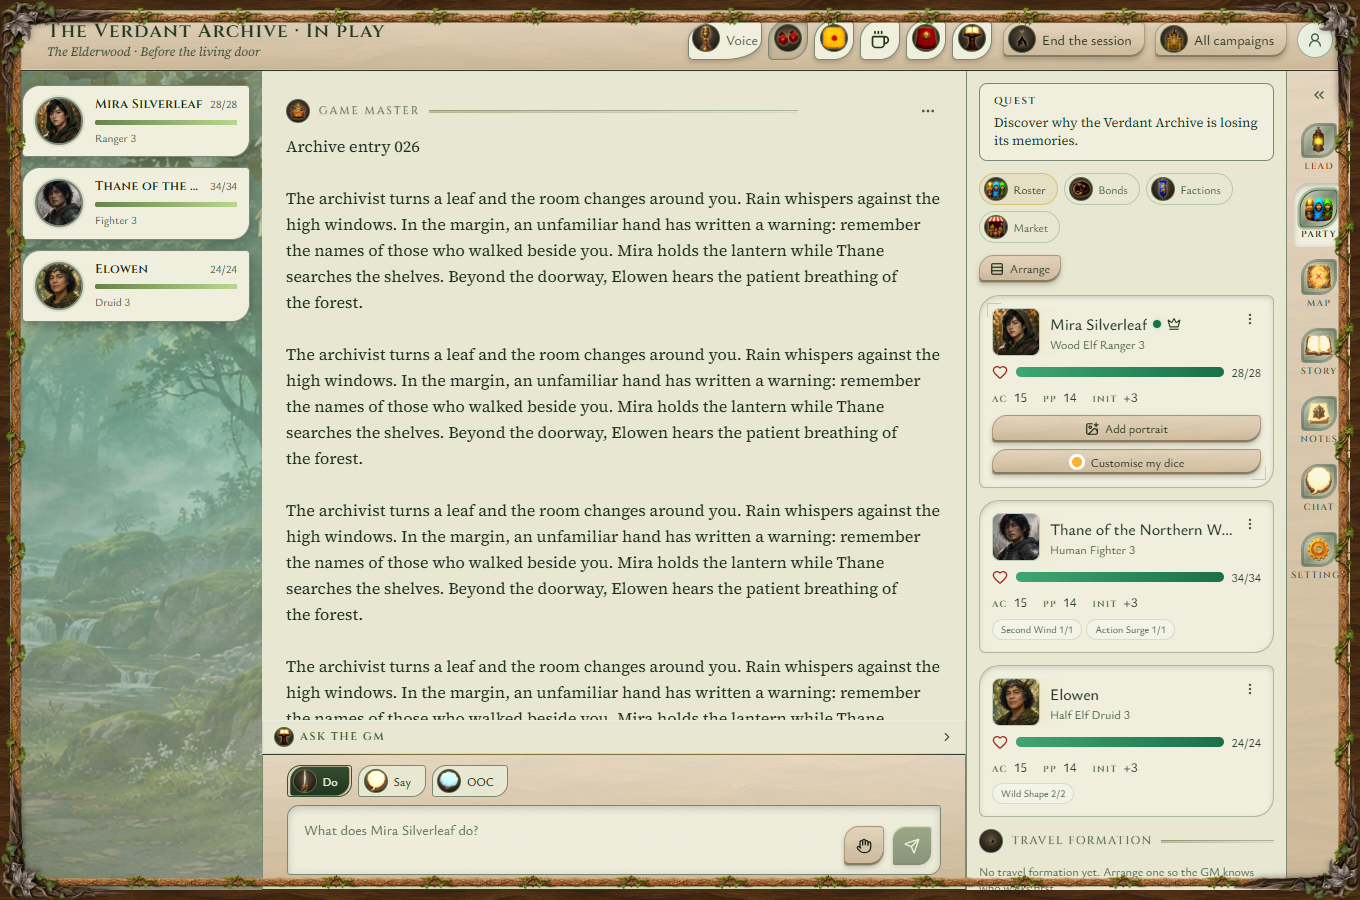 The Verdant Archive · In Play
The Elderwood · Before the living door
Voice
End the session
All campaigns
Mira Silverleaf 28/28
Ranger 3
Thane of the ... 34/34
Fighter 3
Elowen 24/24
Druid 3
GAME MASTER
Archive entry 026
The archivist turns a leaf and the room changes around you. Rain whispers against the
high windows. In the margin, an unfamiliar hand has written a warning: remember
the names of those who walked beside you. Mira holds the lantern while Thane
searches the shelves. Beyond the doorway, Elowen hears the patient breathing of
the forest.
The archivist turns a leaf and the room changes around you. Rain whispers against the
high windows. In the margin, an unfamiliar hand has written a warning: remember
the names of those who walked beside you. Mira holds the lantern while Thane
searches the shelves. Beyond the doorway, Elowen hears the patient breathing of
the forest.
The archivist turns a leaf and the room changes around you. Rain whispers against the
high windows. In the margin, an unfamiliar hand has written a warning: remember
the names of those who walked beside you. Mira holds the lantern while Thane
searches the shelves. Beyond the doorway, Elowen hears the patient breathing of
the forest.
The archivist turns a leaf and the room changes around you. Rain whispers against the
high windows. In the margin, an unfamiliar hand has written a warning: remember
the names of those who walked beside you. Mira holds the lantern while Thane
ASK THE GM
Do
Say
OOC
What does Mira Silverleaf do?
QUEST
Discover why the Verdant Archive is losing
its memories.
Roster
Bonds
Factions
Market
Arrange
Mira Silverleaf
Wood Elf Ranger 3
28/28
AC 15 PP 14 INIT +3
Add portrait
Customise my dice
Thane of the Northern W...
Human Fighter 3
34/34
AC 15 PP 14 INIT +3
Second Wind 1/1
Action Surge 1/1
Elowen
Half Elf Druid 3
24/24
AC 15 PP 14 INIT +3
Wild Shape 2/2
TRAVEL FORMATION
No travel formation yet. Arrange one so the GM knows
LEAD
PARTY
MAP
STORY
NOTES
CHAT
SETTING